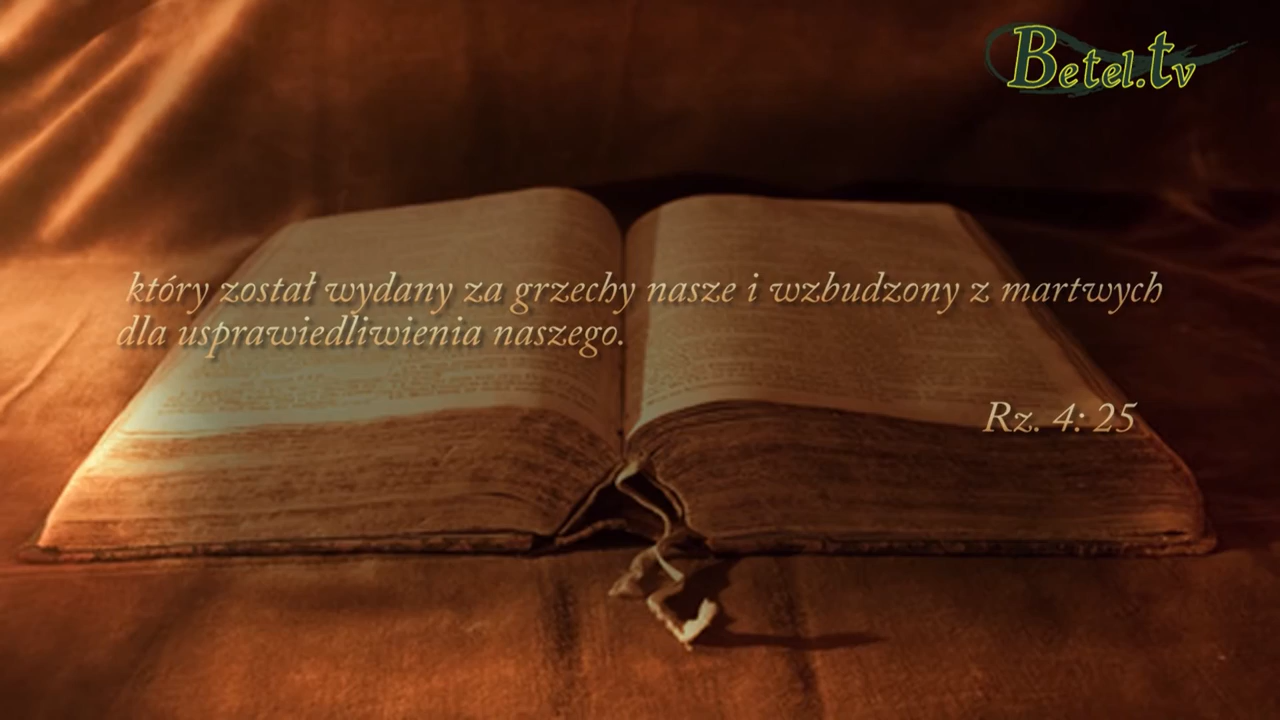 Betel.tv
który został wydany za grzechy nasze i wzbudzony z martwych
dla usprawiedliwienia naszego.
Rz. 4: 25